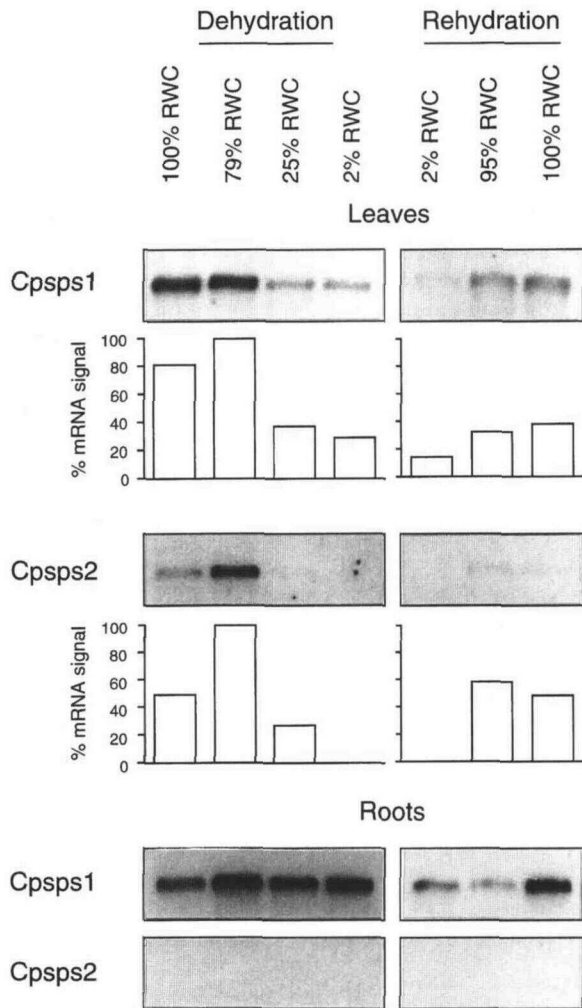 Dehydration Rehydration
100% RWC 79% RWC 25% RWC 2% RWC 2% RWC 95% RWC 100% RWC
Leaves
Cpsps1
% mRNA signal
100
80
60
40
20
0
Cpsps2
% mRNA signal
100
80
60
40
20
0
Roots
Cpsps1
Cpsps2